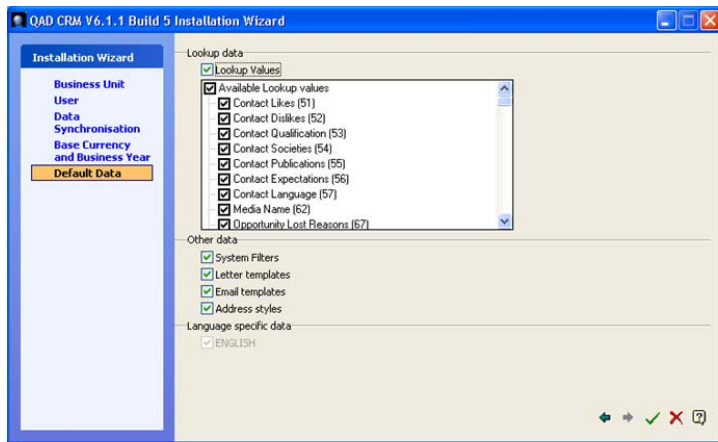 QAD CRM V6.1.1 Build 5 Installation Wizard
Installation Wizard
Business Unit
User
Data
Synchronisation
Base Currency
and Business Year
Default Data
Lookup data
Lookup Values
Available Lookup values
Contact Likes (51)
Contact Dislikes (52)
Contact Qualification (53)
Contact Societies (54)
Contact Publications (55)
Contact Expectations (56)
Contact Language (57)
Media Name (62)
Opportunity Lost Reasons (67)
Other data
System Filters
Letter templates
Email templates
Address styles
Language specific data
ENGLISH